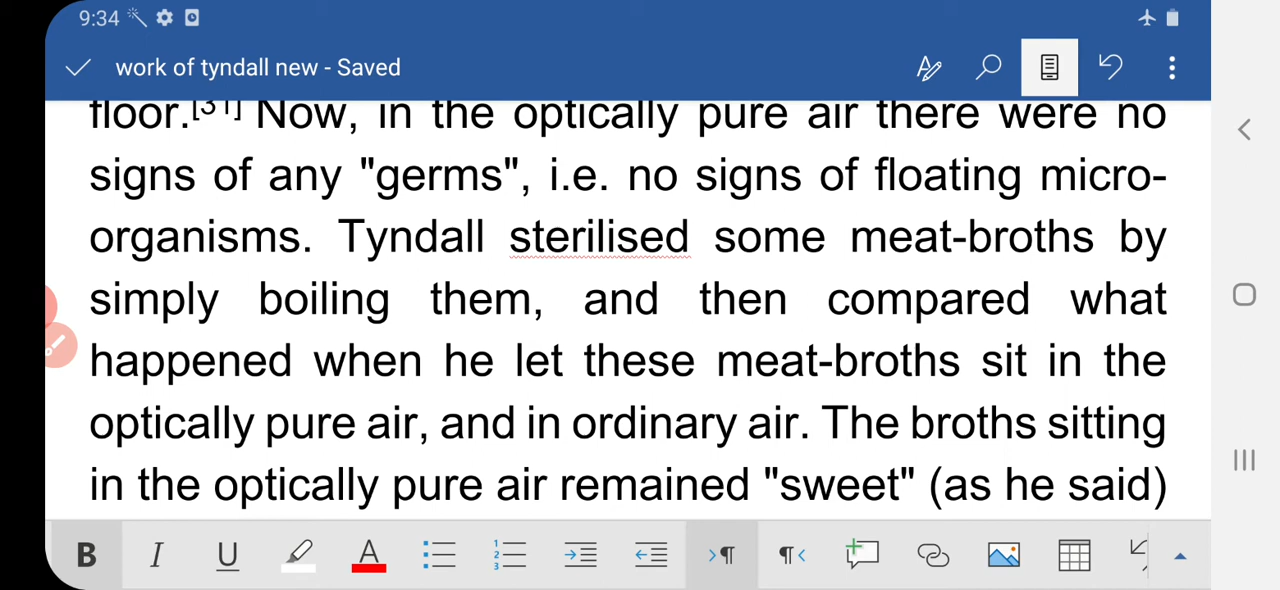 9:34
work of tyndall new - Saved
floor.[31] Now, in the optically pure air there were no
signs of any "germs", i.e. no signs of floating micro-
organisms. Tyndall sterilised some meat-broths by
simply boiling them, and then compared what
happened when he let these meat-broths sit in the
optically pure air, and in ordinary air. The broths sitting
in the optically pure air remained "sweet" (as he said)
B I U A